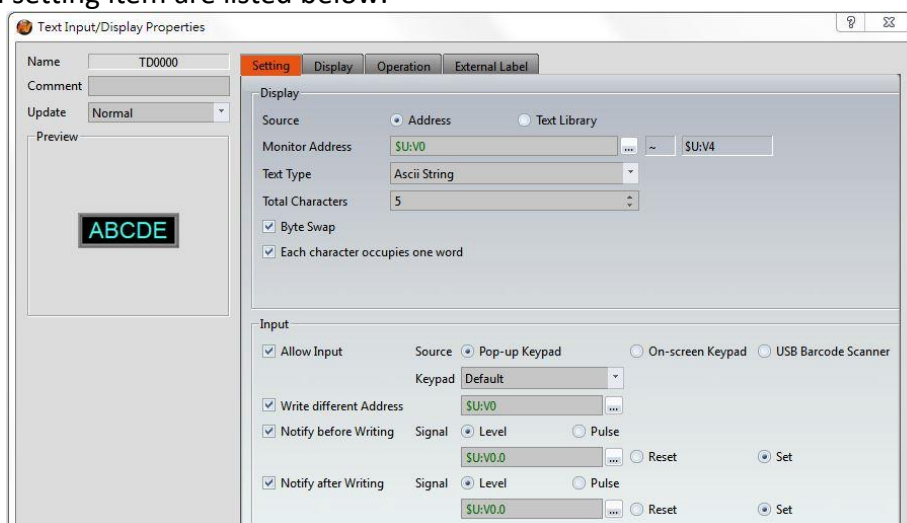 setting item are listed below:
Text Input/Display Properties
Name TD0000
Comment
Update Normal
Preview
ABCDE
Setting Display Operation External Label
Display
Source Address Text Library
Monitor Address $U:V0 ... ~ $U:V4
Text Type Ascii String
Total Characters 5
Byte Swap
Each character occupies one word
Input
Allow Input Source Pop-up Keypad On-screen Keypad USB Barcode Scanner
Keypad Default
Write different Address $U:V0 ...
Notify before Writing Signal Level Pulse
$U:V0.0 ... Reset Set
Notify after Writing Signal Level Pulse
$U:V0.0 ... Reset Set